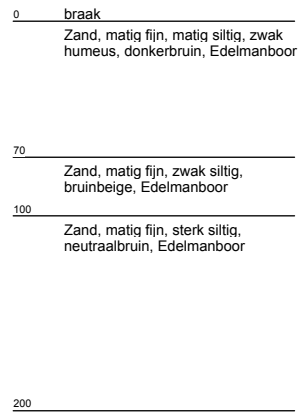 0 braak
Zand, matig fijn, matig siltig, zwak
humeus, donkerbruin, Edelmanboor
70
Zand, matig fijn, zwak siltig,
bruinbeige, Edelmanboor
100
Zand, matig fijn, sterk siltig,
neutraalbruin, Edelmanboor
200